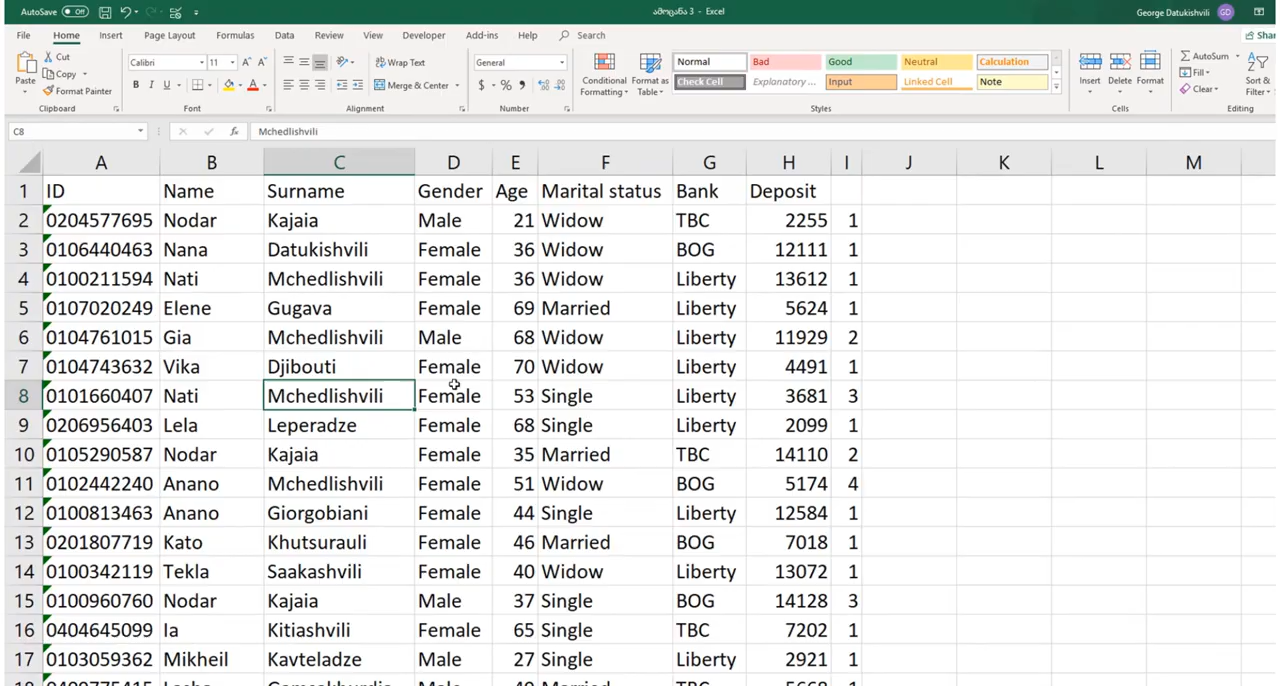 AutoSave Off ამოცანა 3 - Excel George Datukishvili GD
File Home Insert Page Layout Formulas Data Review View Developer Add-ins Help Search Shar
Paste Cut Copy Format Painter Clipboard
Calibri 11 A A B I U A Font
Wrap Text Merge & Center Alignment
General $ % , Number
Conditional Formatting Format as Table
Normal Bad Good Neutral Calculation
Check Cell Explanatory ... Input Linked Cell Note
Styles
Insert Delete Format Cells
AutoSum Fill Clear Sort & Filter Editing
C8 fx Mchedlishvili
A B C D E F G H I J K L M
1 ID Name Surname Gender Age Marital status Bank Deposit
2 0204577695 Nodar Kajaia Male 21 Widow TBC 2255 1
3 0106440463 Nana Datukishvili Female 36 Widow BOG 12111 1
4 0100211594 Nati Mchedlishvili Female 36 Widow Liberty 13612 1
5 0107020249 Elene Gugava Female 69 Married Liberty 5624 1
6 0104761015 Gia Mchedlishvili Male 68 Widow Liberty 11929 2
7 0104743632 Vika Djibouti Female 70 Widow Liberty 4491 1
8 0101660407 Nati Mchedlishvili Female 53 Single Liberty 3681 3
9 0206956403 Lela Leperadze Female 68 Single Liberty 2099 1
10 0105290587 Nodar Kajaia Female 35 Married TBC 14110 2
11 0102442240 Anano Mchedlishvili Female 51 Widow BOG 5174 4
12 0100813463 Anano Giorgobiani Female 44 Single Liberty 12584 1
13 0201807719 Kato Khutsurauli Female 46 Married BOG 7018 1
14 0100342119 Tekla Saakashvili Female 40 Widow Liberty 13072 1
15 0100960760 Nodar Kajaia Male 37 Single BOG 14128 3
16 0404645099 Ia Kitiashvili Female 65 Single TBC 7202 1
17 0103059362 Mikheil Kavteladze Male 27 Single Liberty 2921 1